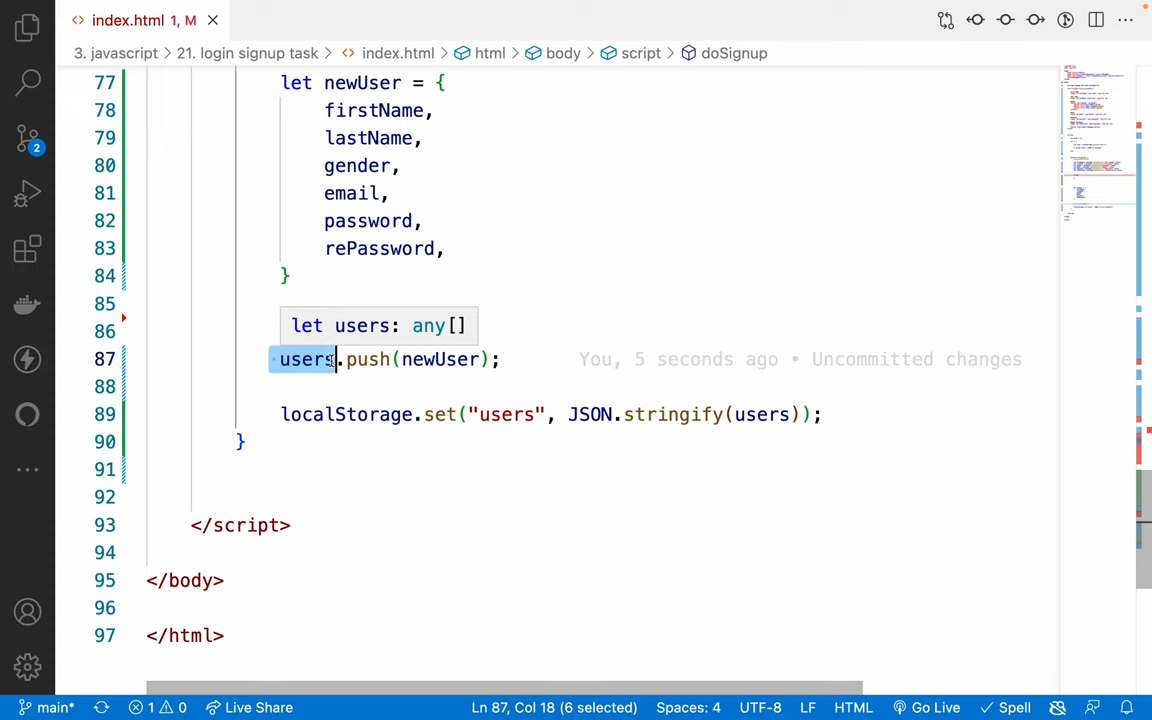 index.html 1, M
3. javascript > 21. login signup task > index.html > html > body > script > doSignup
77 let newUser = {
78 firstName,
79 lastName,
80 gender,
81 email,
82 password,
83 rePassword,
84 }
85
let users: any[]
86
87 users.push(newUser); You, 5 seconds ago • Uncommitted changes
88
89 localStorage.set("users", JSON.stringify(users));
90 }
91
92
93 </script>
94
95 </body>
96
97 </html>
2
main* 1 0 Live Share Ln 87, Col 18 (6 selected) Spaces: 4 UTF-8 LF HTML Go Live Spell